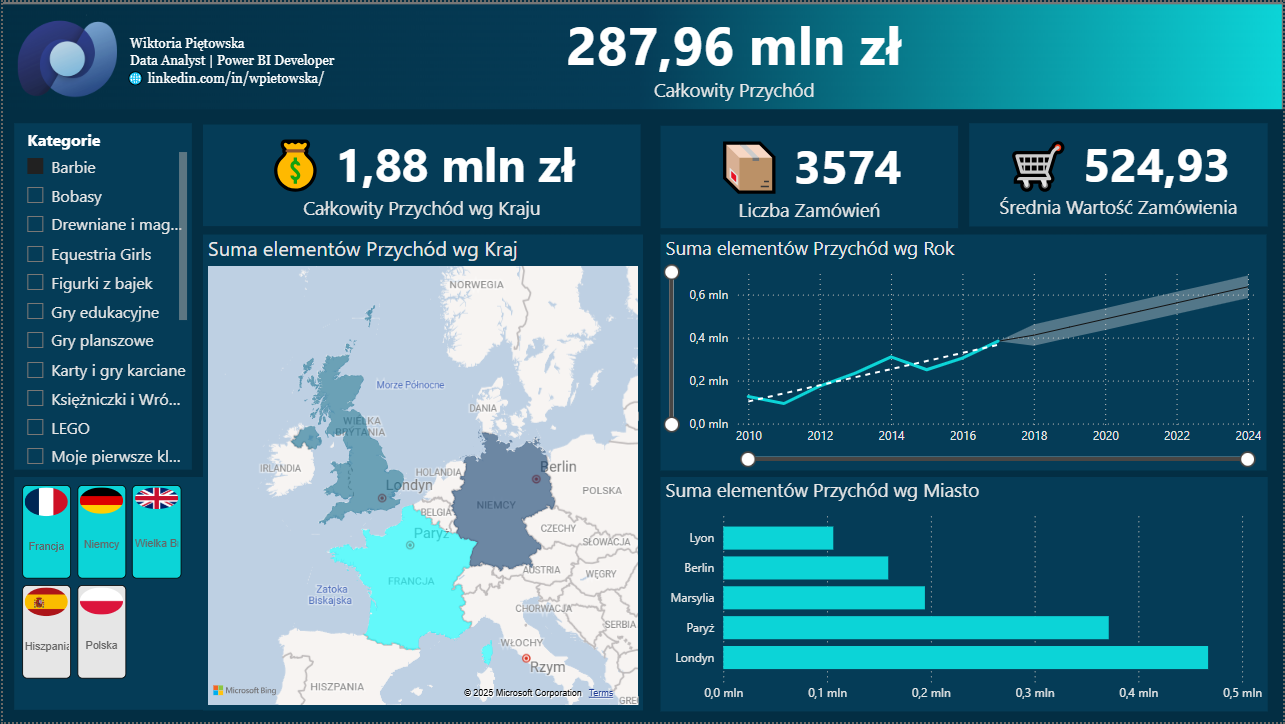 Wiktoria Piętowska
Data Analyst | Power BI Developer
linkedin.com/in/wpietowska/
287,96 mln zł
Całkowity Przychód
Kategorie
Barbie
Bobasy
Drewniane i mag...
Equestria Girls
Figurki z bajek
Gry edukacyjne
Gry planszowe
Karty i gry karciane
Księżniczki i Wró...
LEGO
Moje pierwsze kl...
Francja
Niemcy
Wielka B
Hiszpania
Polska
1,88 mln zł
Całkowity Przychód wg Kraju
3574
Liczba Zamówień
524,93
Średnia Wartość Zamówienia
Suma elementów Przychód wg Kraj
NORWEGIA
Morze Północne
DANIA
WIELKA
BRYTANIA
IRLANDIA
HOLANDIA
Berlin
Londyn
POLSKA
NIEMCY
BELGIA
Paryż
CZECHY
SŁOWACJA
AUSTRIA
WĘGRY
FRANCJA
Zatoka
Biskajska
CHORWACJA
SERBIA
WŁOCHY
Rzym
HISZPANIA
GRE
Microsoft Bing
© 2025 Microsoft Corporation Terms
Suma elementów Przychód wg Rok
0,6 mln
0,4 mln
0,2 mln
0,0 mln
2010 2012 2014 2016 2018 2020 2022 2024
Suma elementów Przychód wg Miasto
Lyon
Berlin
Marsylia
Paryż
Londyn
0,0 mln 0,1 mln 0,2 mln 0,3 mln 0,4 mln 0,5 mln